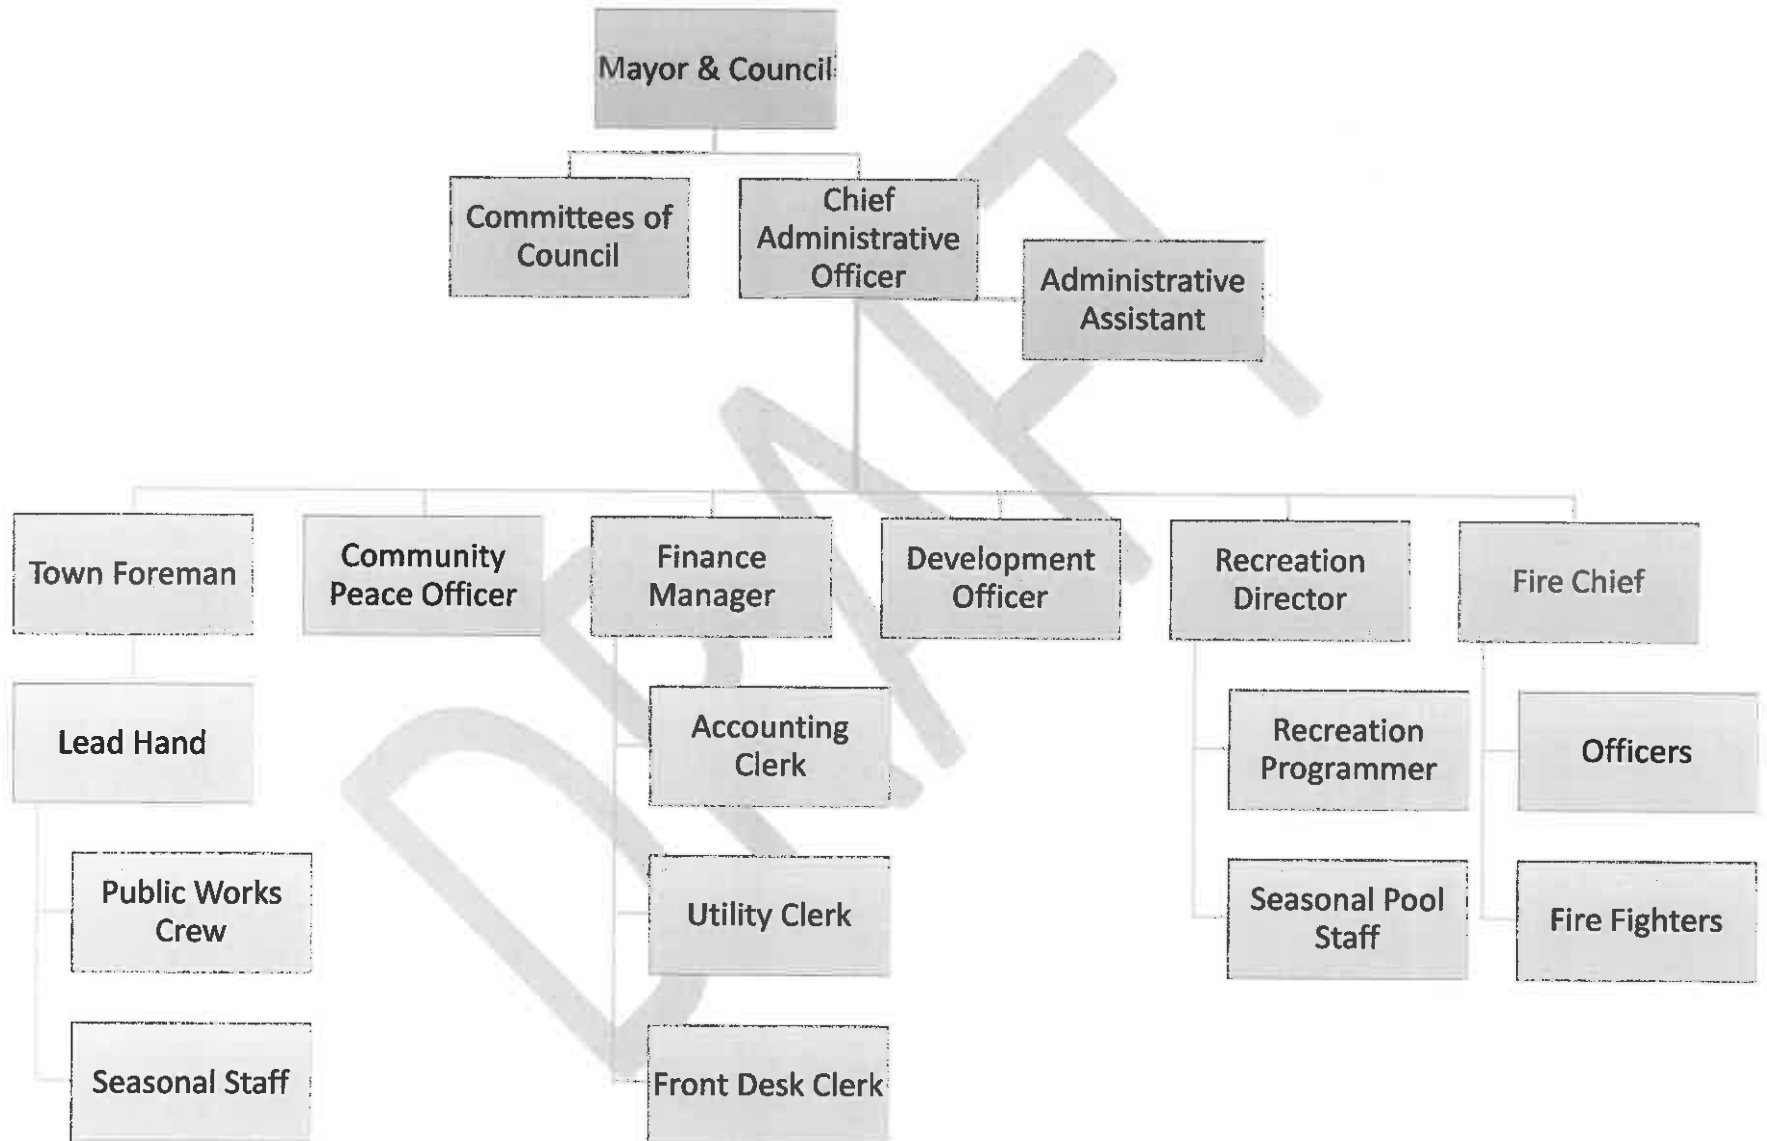 Mayor & Council
Committees of
Council
Chief
Administrative
Officer
Administrative
Assistant
Town Foreman
Community
Peace Officer
Finance
Manager
Development
Officer
Recreation
Director
Fire Chief
Lead Hand
Accounting
Clerk
Recreation
Programmer
Officers
Public Works
Crew
Utility Clerk
Seasonal Pool
Staff
Fire Fighters
Seasonal Staff
Front Desk Clerk
DRAFT